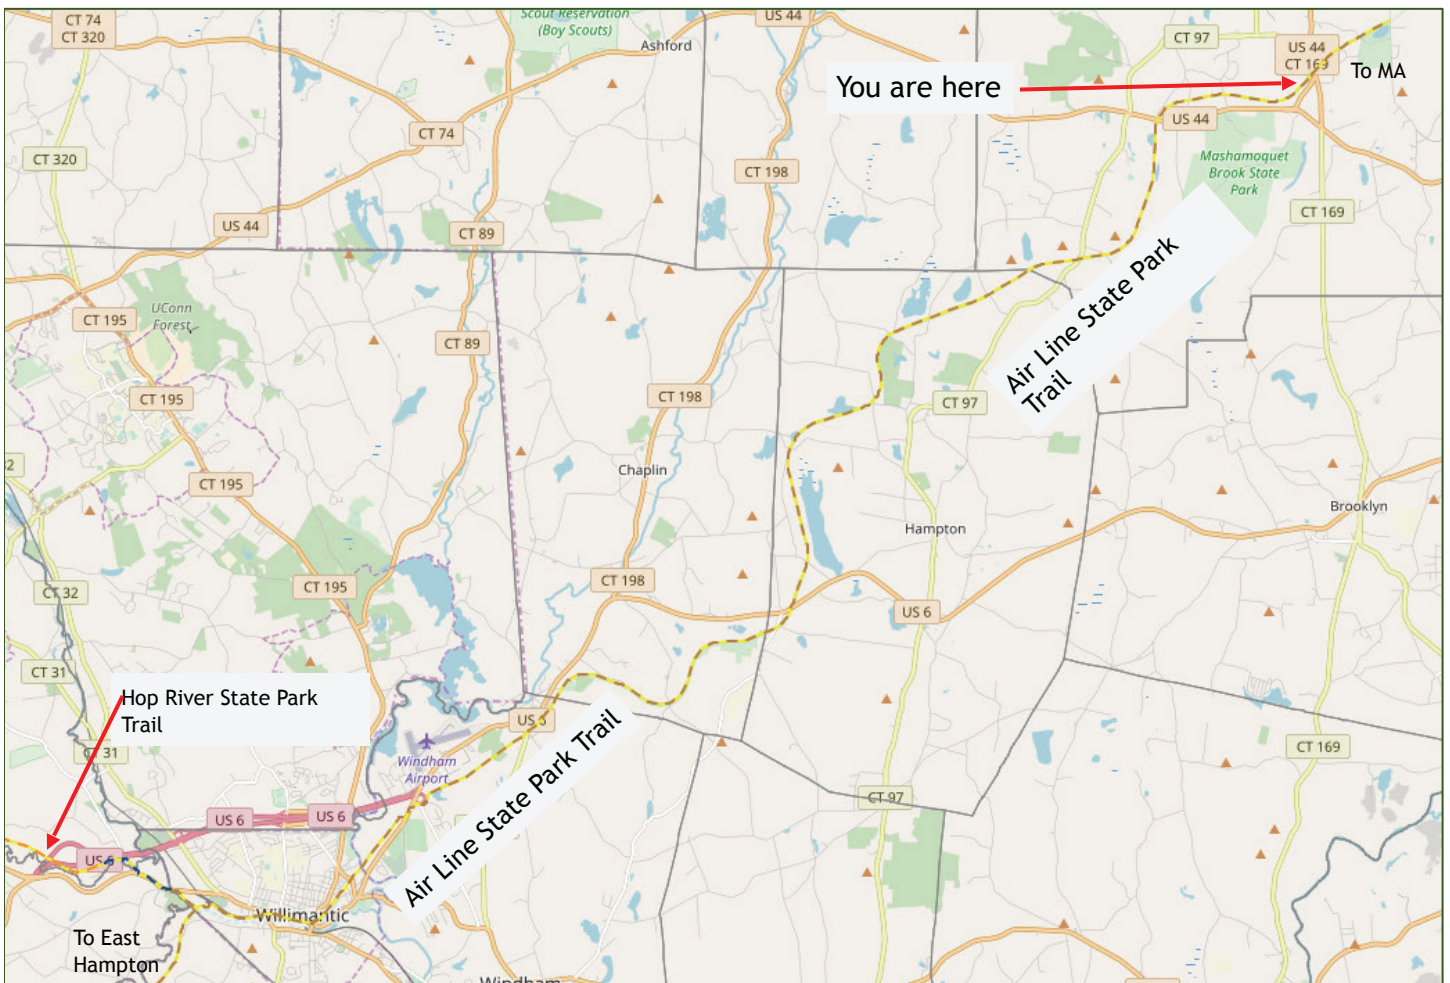 CT 74
CT 320
Scout Reservation
(Boy Scouts)
Ashford
US 44
CT 97
US 44
CT 169
To MA
You are here
CT 74
US 44
CT 320
CT 198
Mashamoquet
Brook State
Park
US 44
CT 89
CT 169
Air Line State Park
Trail
UConn
Forest
CT 195
CT 89
CT 195
CT 198
CT 97
Chaplin
CT 195
Brooklyn
Hampton
CT 195
CT 198
CT 32
US 6
CT 31
Hop River State Park
Trail
US 6
Air Line State Park Trail
CT 31
Windham
Airport
CT 169
CT 97
US 6
US 6
US 6
Willimantic
To East
Hampton
Windham